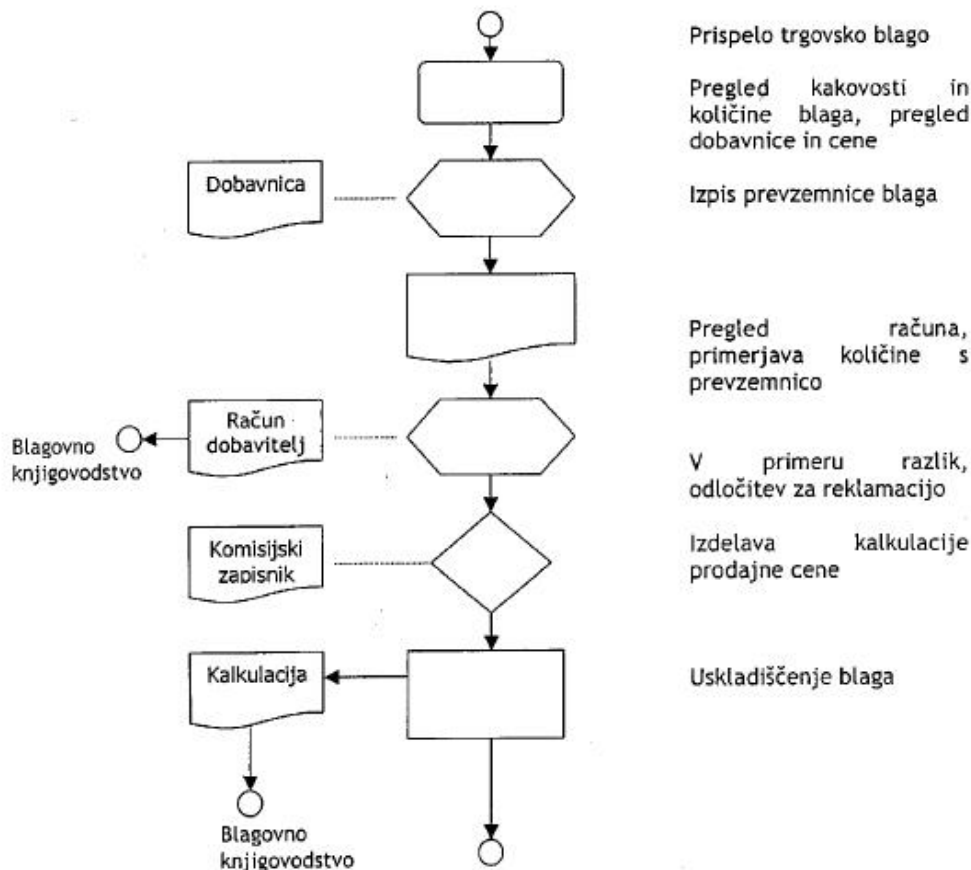 Prispelo trgovsko blago
Pregled kakovosti in
količine blaga, pregled
dobavnice in cene
Dobavnica
Izpis prevzemnice blaga
Pregled računa,
primerjava količine s
prevzemnico
Račun
dobavitelj
Blagovno
knjigovodstvo
V primeru razlik,
odločitev za reklamacijo
Komisijski
zapisnik
Izdelava kalkulacije
prodajne cene
Kalkulacija
Uskladiščenje blaga
Blagovno
knjigovodstvo